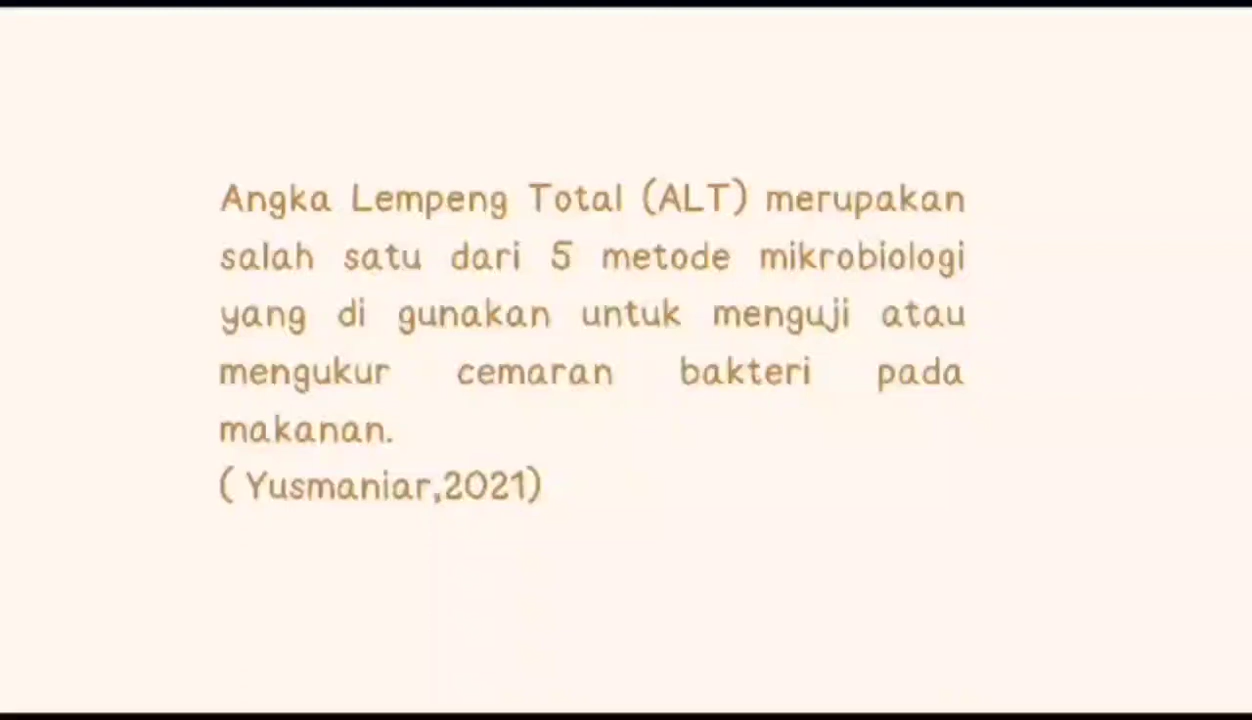 Angka Lempeng Total (ALT) merupakan
salah satu dari 5 metode mikrobiologi
yang di gunakan untuk menguji atau
mengukur cemaran bakteri pada
makanan.
( Yusmaniar,2021)